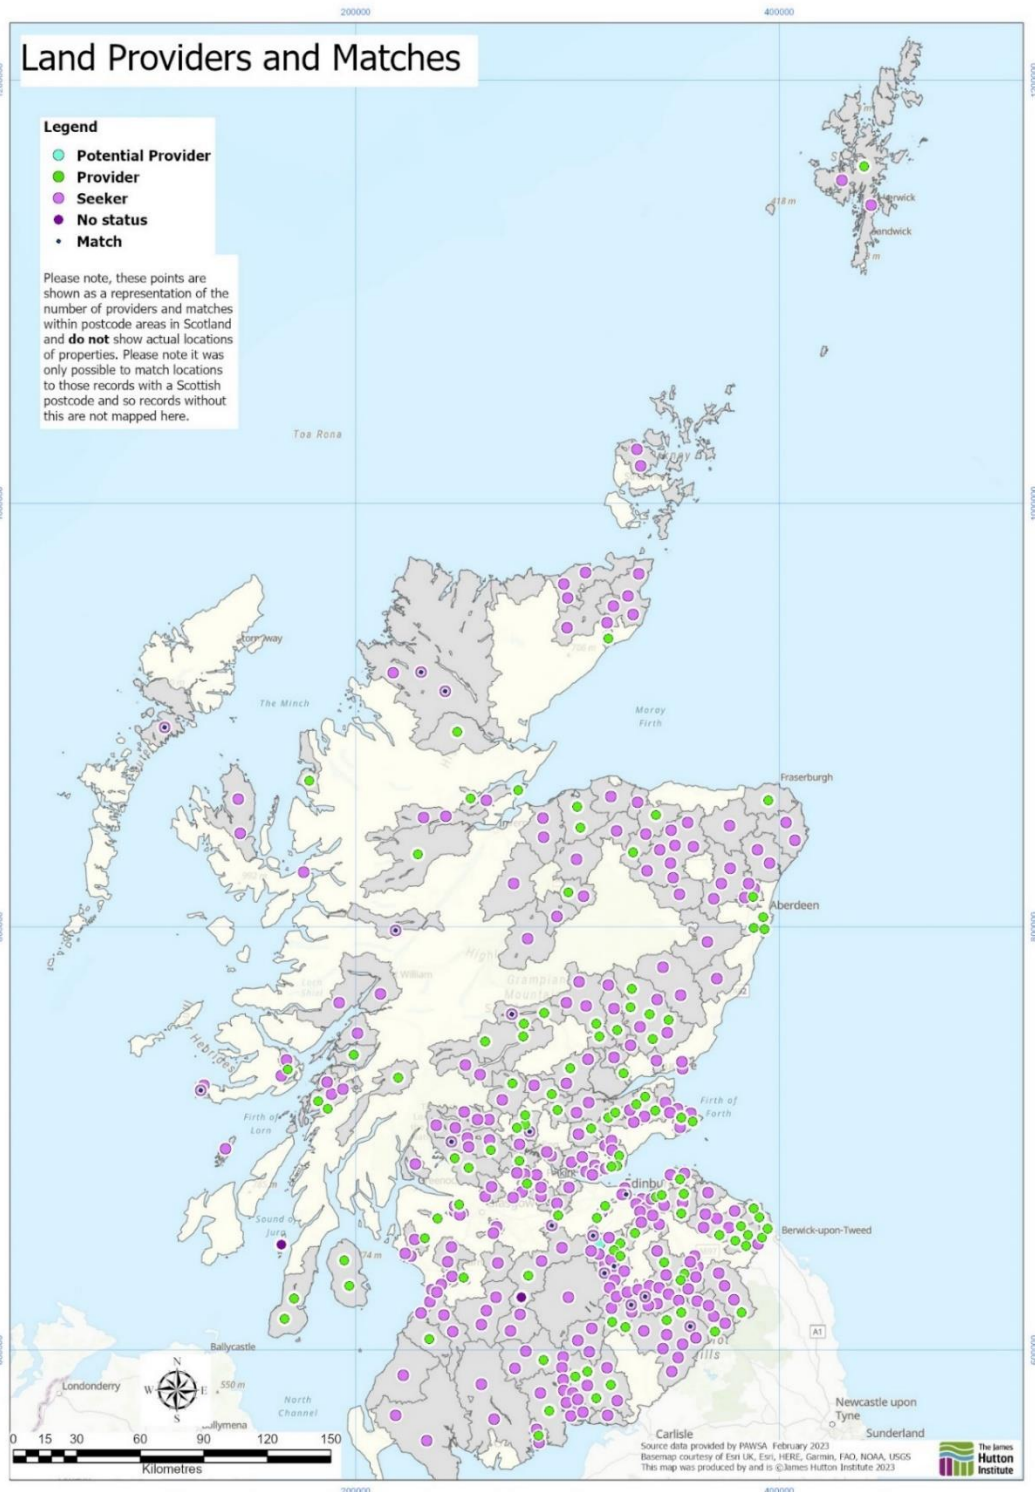 200000
400000
Land Providers and Matches
Legend
Potential Provider
Provider
Seeker
No status
Match
Please note, these points are
shown as a representation of the
number of providers and matches
within postcode areas in Scotland
and do not show actual locations
of properties. Please note it was
only possible to match locations
to those records with a Scottish
postcode and so records without
this are not mapped here.
Toa Rona
The Minch
Moray
Firth
Fraserburgh
Aberdeen
Hebrides
Firth of
Lorn
Firth of
Forth
Sound of
Jura
Berwick-upon-Tweed
A1
Ballycastle
Londonderry
550 m
North
Channel
Newcastle upon
Tyne
Sunderland
Carlisle
N
W
E
S
0 15 30 60 90 120 150
Kilometres
Source data provided by PAWSA February 2023
Basemap courtesy of Esri UK, Esri, HERE, Garmin, FAO, NOAA, USGS
This map was produced by and is ©James Hutton Institute 2023
The James
Hutton
Institute
200000
400000